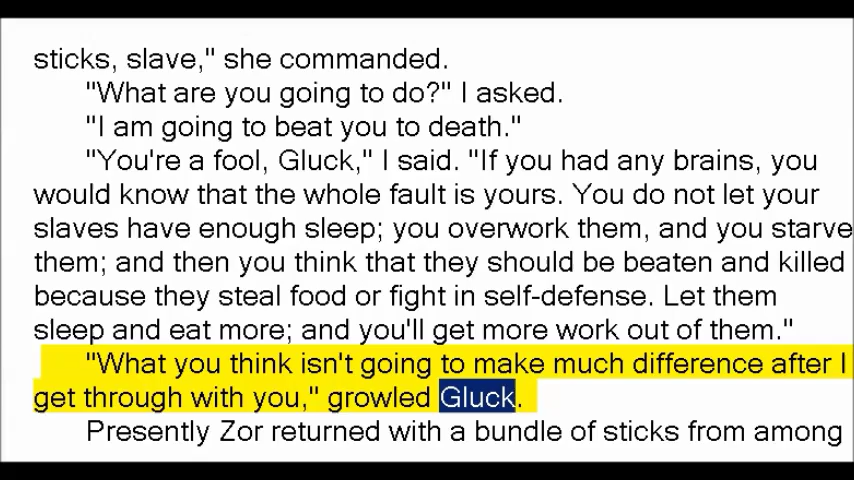 sticks, slave," she commanded.
"What are you going to do?" I asked.
"I am going to beat you to death."
"You're a fool, Gluck," I said. "If you had any brains, you
would know that the whole fault is yours. You do not let your
slaves have enough sleep; you overwork them, and you starve
them; and then you think that they should be beaten and killed
because they steal food or fight in self-defense. Let them
sleep and eat more; and you'll get more work out of them."
"What you think isn't going to make much difference after I
get through with you," growled Gluck.
Presently Zor returned with a bundle of sticks from among